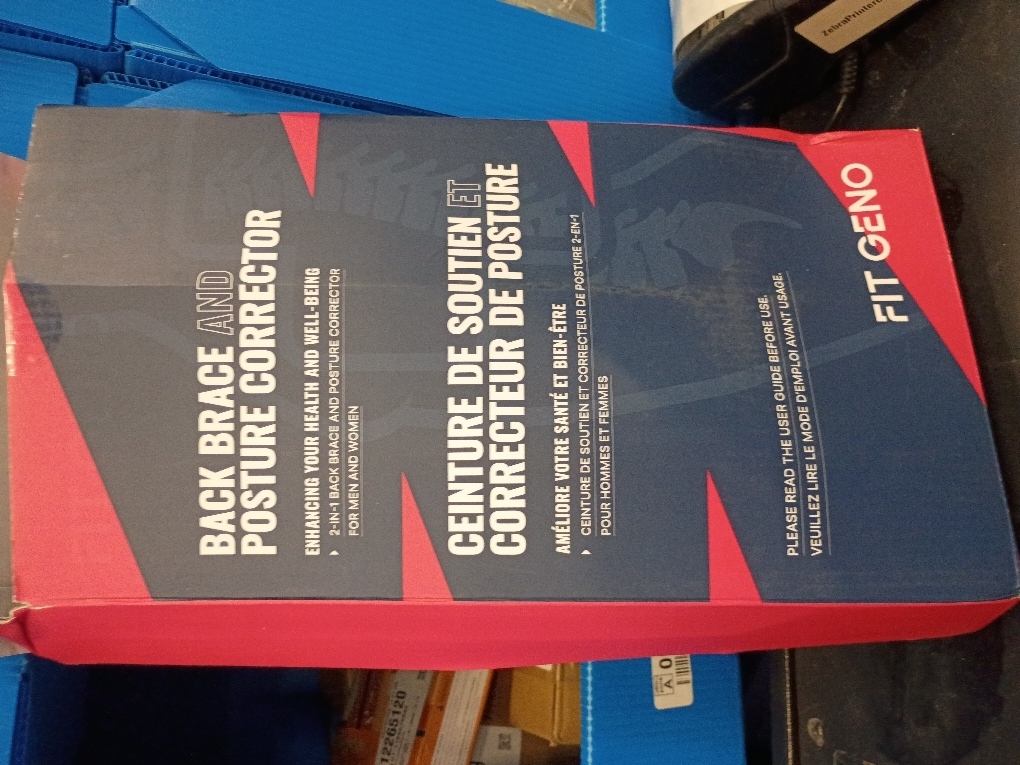 BACK BRACE AND
POSTURE CORRECTOR
ENHANCING YOUR HEALTH AND WELL-BEING
2-IN-1 BACK BRACE AND POSTURE CORRECTOR
FOR MEN AND WOMEN
CEINTURE DE SOUTIEN ET
CORRECTEUR DE POSTURE
AMÉLIORE VOTRE SANTÉ ET BIEN-ÊTRE
CEINTURE DE SOUTIEN ET CORRECTEUR DE POSTURE 2-EN-1
POUR HOMMES ET FEMMES
PLEASE READ THE USER GUIDE BEFORE USE.
VEUILLEZ LIRE LE MODE D'EMPLOI AVANT USAGE.
FIT GENO
12265120
A 0